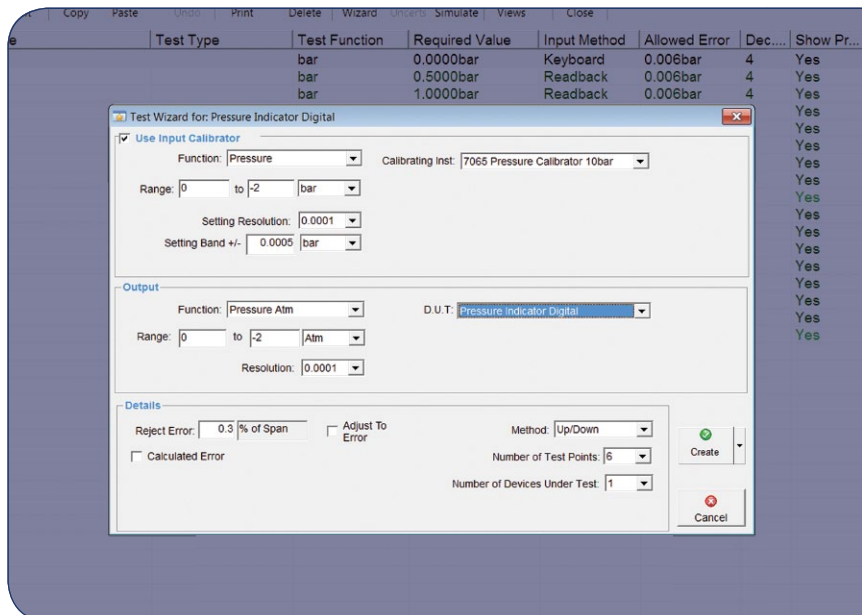 Copy Paste Undo Print Delete Wizard Uncerts Simulate Views Close
Test Type Test Function Required Value Input Method Allowed Error Dec.... Show Pr...
bar 0.0000bar Keyboard 0.006bar 4 Yes
bar 0.5000bar Readback 0.006bar 4 Yes
bar 1.0000bar Readback 0.006bar 4 Yes
Yes
Yes
Yes
Yes
Yes
Yes
Yes
Yes
Yes
Yes
Yes
Yes
Yes
Yes
Test Wizard for: Pressure Indicator Digital
Use Input Calibrator
Function: Pressure Calibrating Inst: 7065 Pressure Calibrator 10bar
Range: 0 to -2 bar
Setting Resolution: 0.0001
Setting Band +/- 0.0005 bar
Output
Function: Pressure Atm D.U.T: Pressure Indicator Digital
Range: 0 to -2 Atm
Resolution: 0.0001
Details
Reject Error: 0.3 % of Span Adjust To Error Method: Up/Down
Calculated Error Number of Test Points: 6
Number of Devices Under Test: 1
Create
Cancel